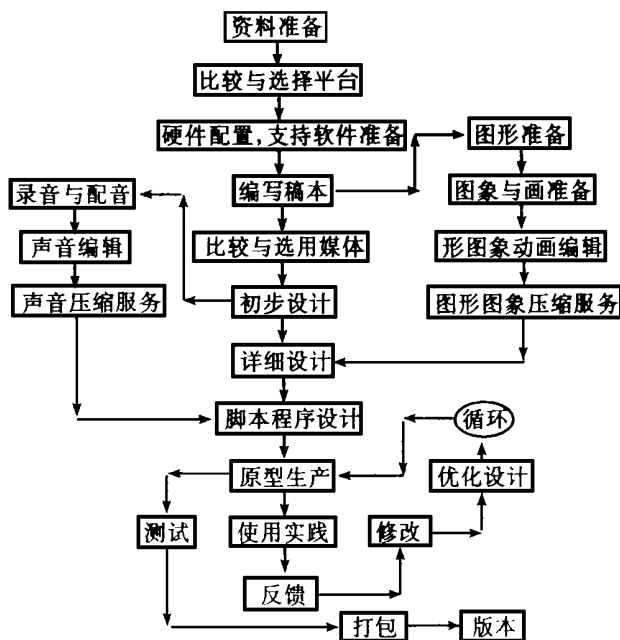 资料准备
比较与选择平台
硬件配置,支持软件准备
图形准备
录音与配音
编写稿本
图象与画准备
声音编辑
比较与选用媒体
形图象动画编辑
声音压缩服务
初步设计
图形图象压缩服务
详细设计
脚本程序设计
循环
原型生产
优化设计
测试
使用实践
修改
反馈
打包
版本